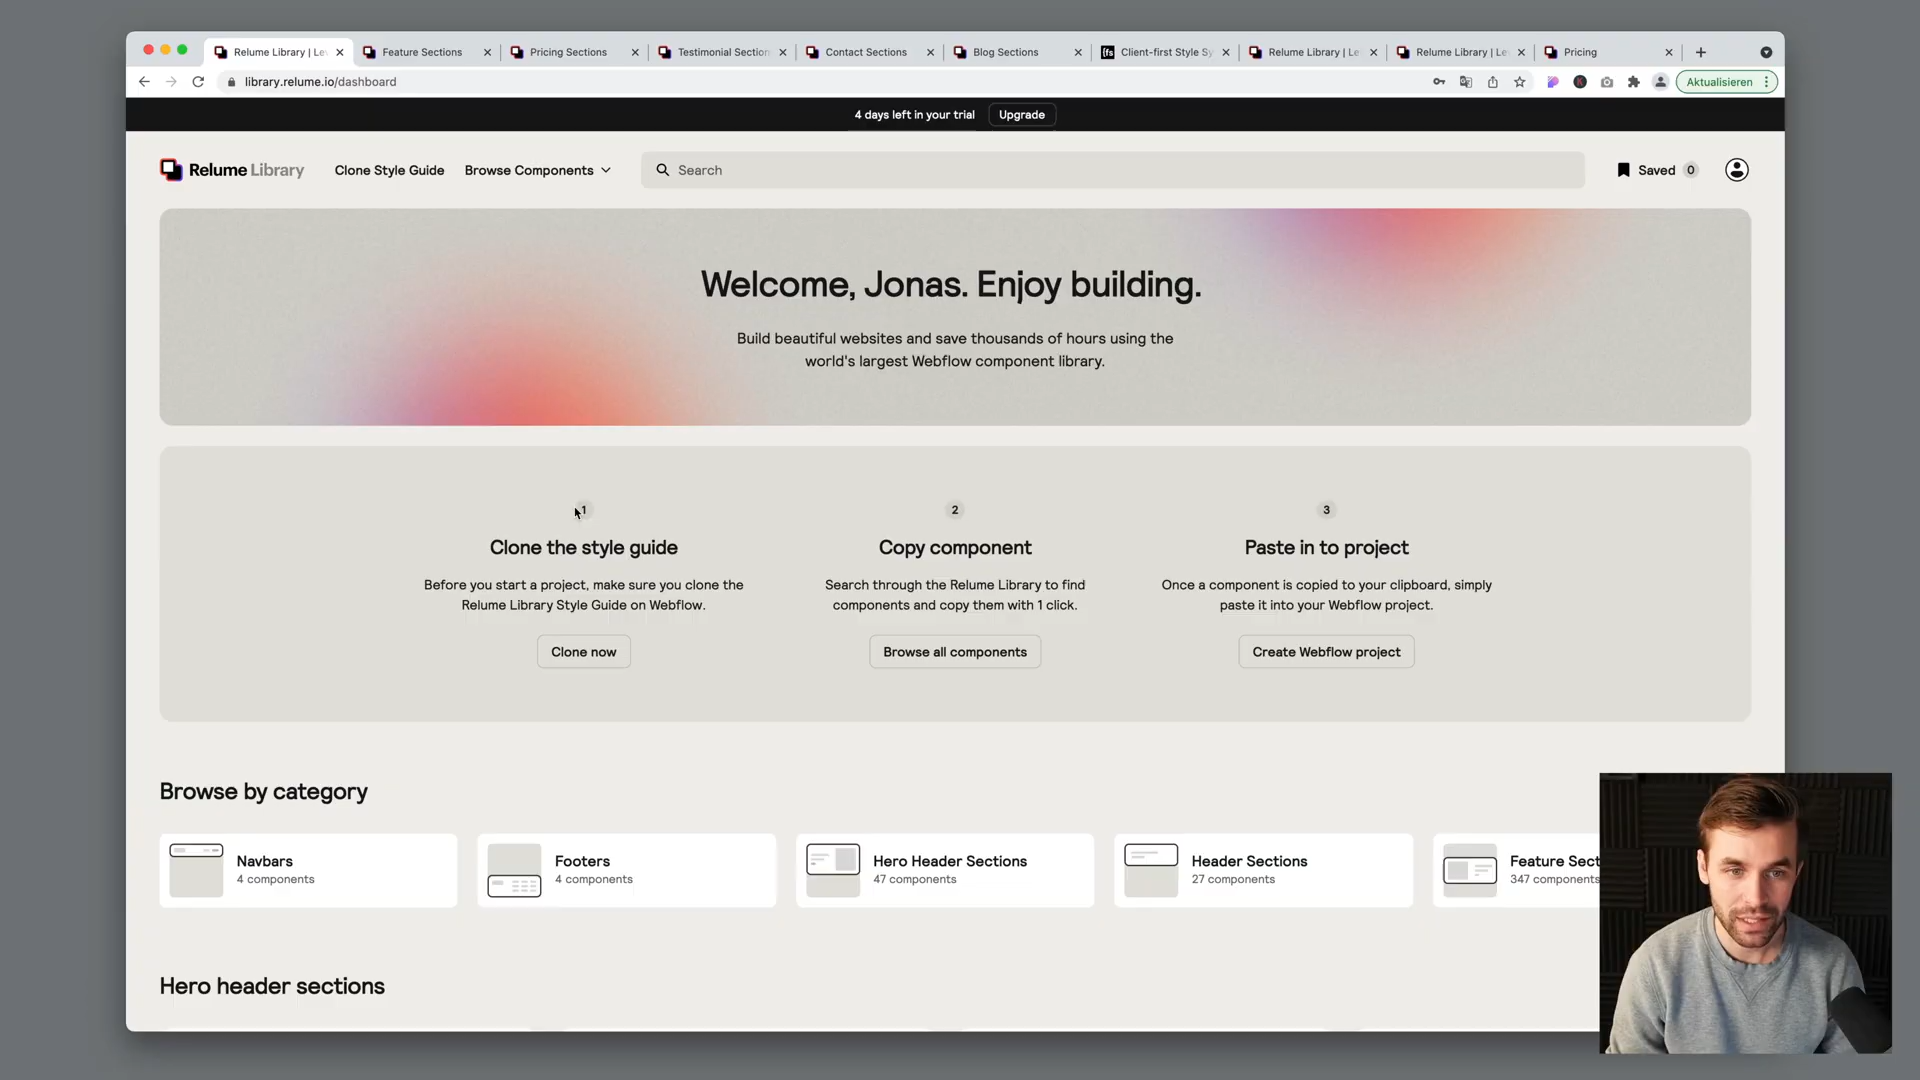 Relume Library | Le
Feature Sections
Pricing Sections
Testimonial Section
Contact Sections
Blog Sections
Client-first Style Sy
Relume Library | Le
Relume Library | Le
Pricing
library.relume.io/dashboard
Aktualisieren
4 days left in your trial
Upgrade
Relume Library
Clone Style Guide
Browse Components
Search
Saved 0
Welcome, Jonas. Enjoy building.
Build beautiful websites and save thousands of hours using the
world's largest Webflow component library.
1
Clone the style guide
Before you start a project, make sure you clone the
Relume Library Style Guide on Webflow.
Clone now
2
Copy component
Search through the Relume Library to find
components and copy them with 1 click.
Browse all components
3
Paste in to project
Once a component is copied to your clipboard, simply
paste it into your Webflow project.
Create Webflow project
Browse by category
Navbars
4 components
Footers
4 components
Hero Header Sections
47 components
Header Sections
27 components
Feature Sect
347 components
Hero header sections